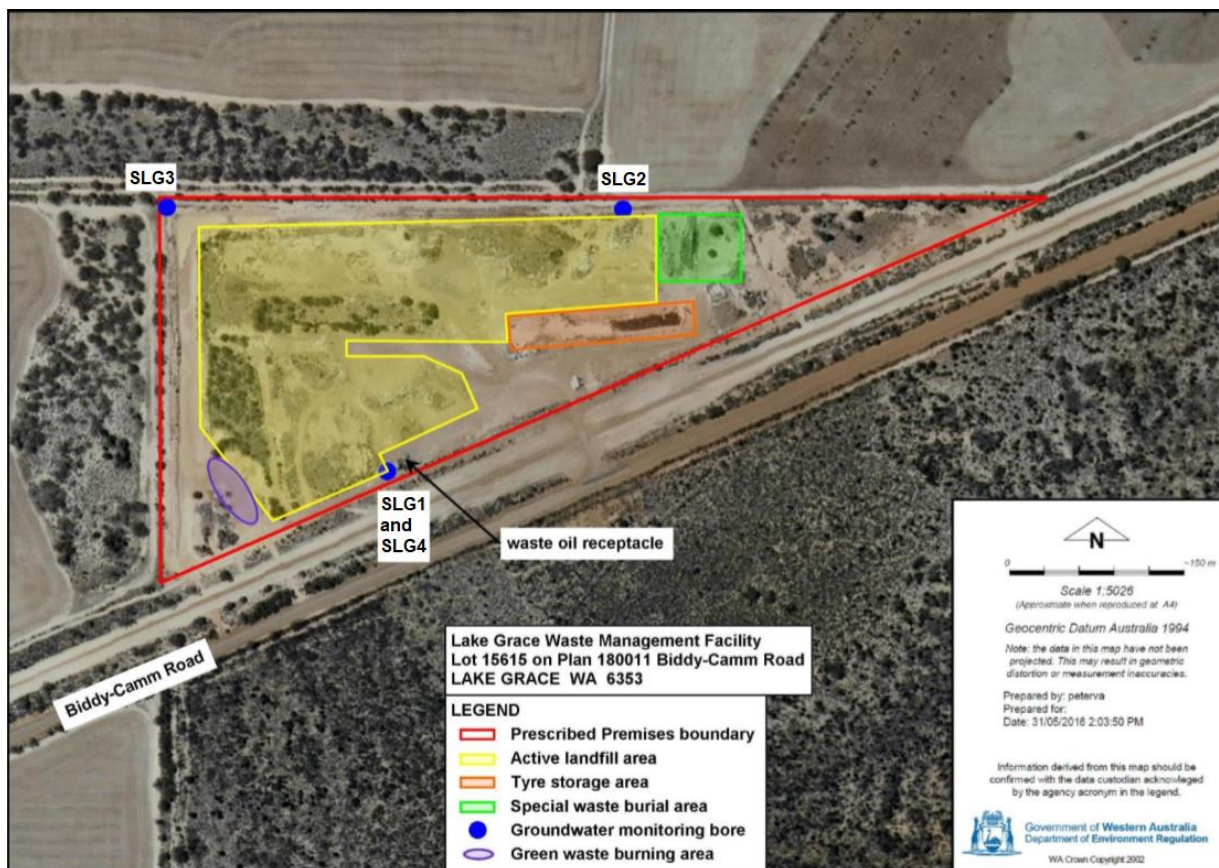 SLG3
SLG2
SLG1
and
SLG4
waste oil receptacle
Biddy-Camm Road
Lake Grace Waste Management Facility
Lot 15615 on Plan 180011 Biddy-Camm Road
LAKE GRACE WA 6353
LEGEND
Prescribed Premises boundary
Active landfill area
Tyre storage area
Special waste burial area
Groundwater monitoring bore
Green waste burning area
N
0 ~150 m
Scale 1:5026
(Approximate when reproduced at A4)
Geocentric Datum Australia 1994
Note: the data in this map have not been
projected. This may result in geometric
distortion or measurement inaccuracies.
Prepared by: peterva
Prepared for:
Date: 31/05/2016 2:03:50 PM
Information derived from this map should be
confirmed with the data custodian acknowleged
by the agency acronym in the legend.
Government of Western Australia
Department of Environment Regulation
WA Crown Copyright 2002